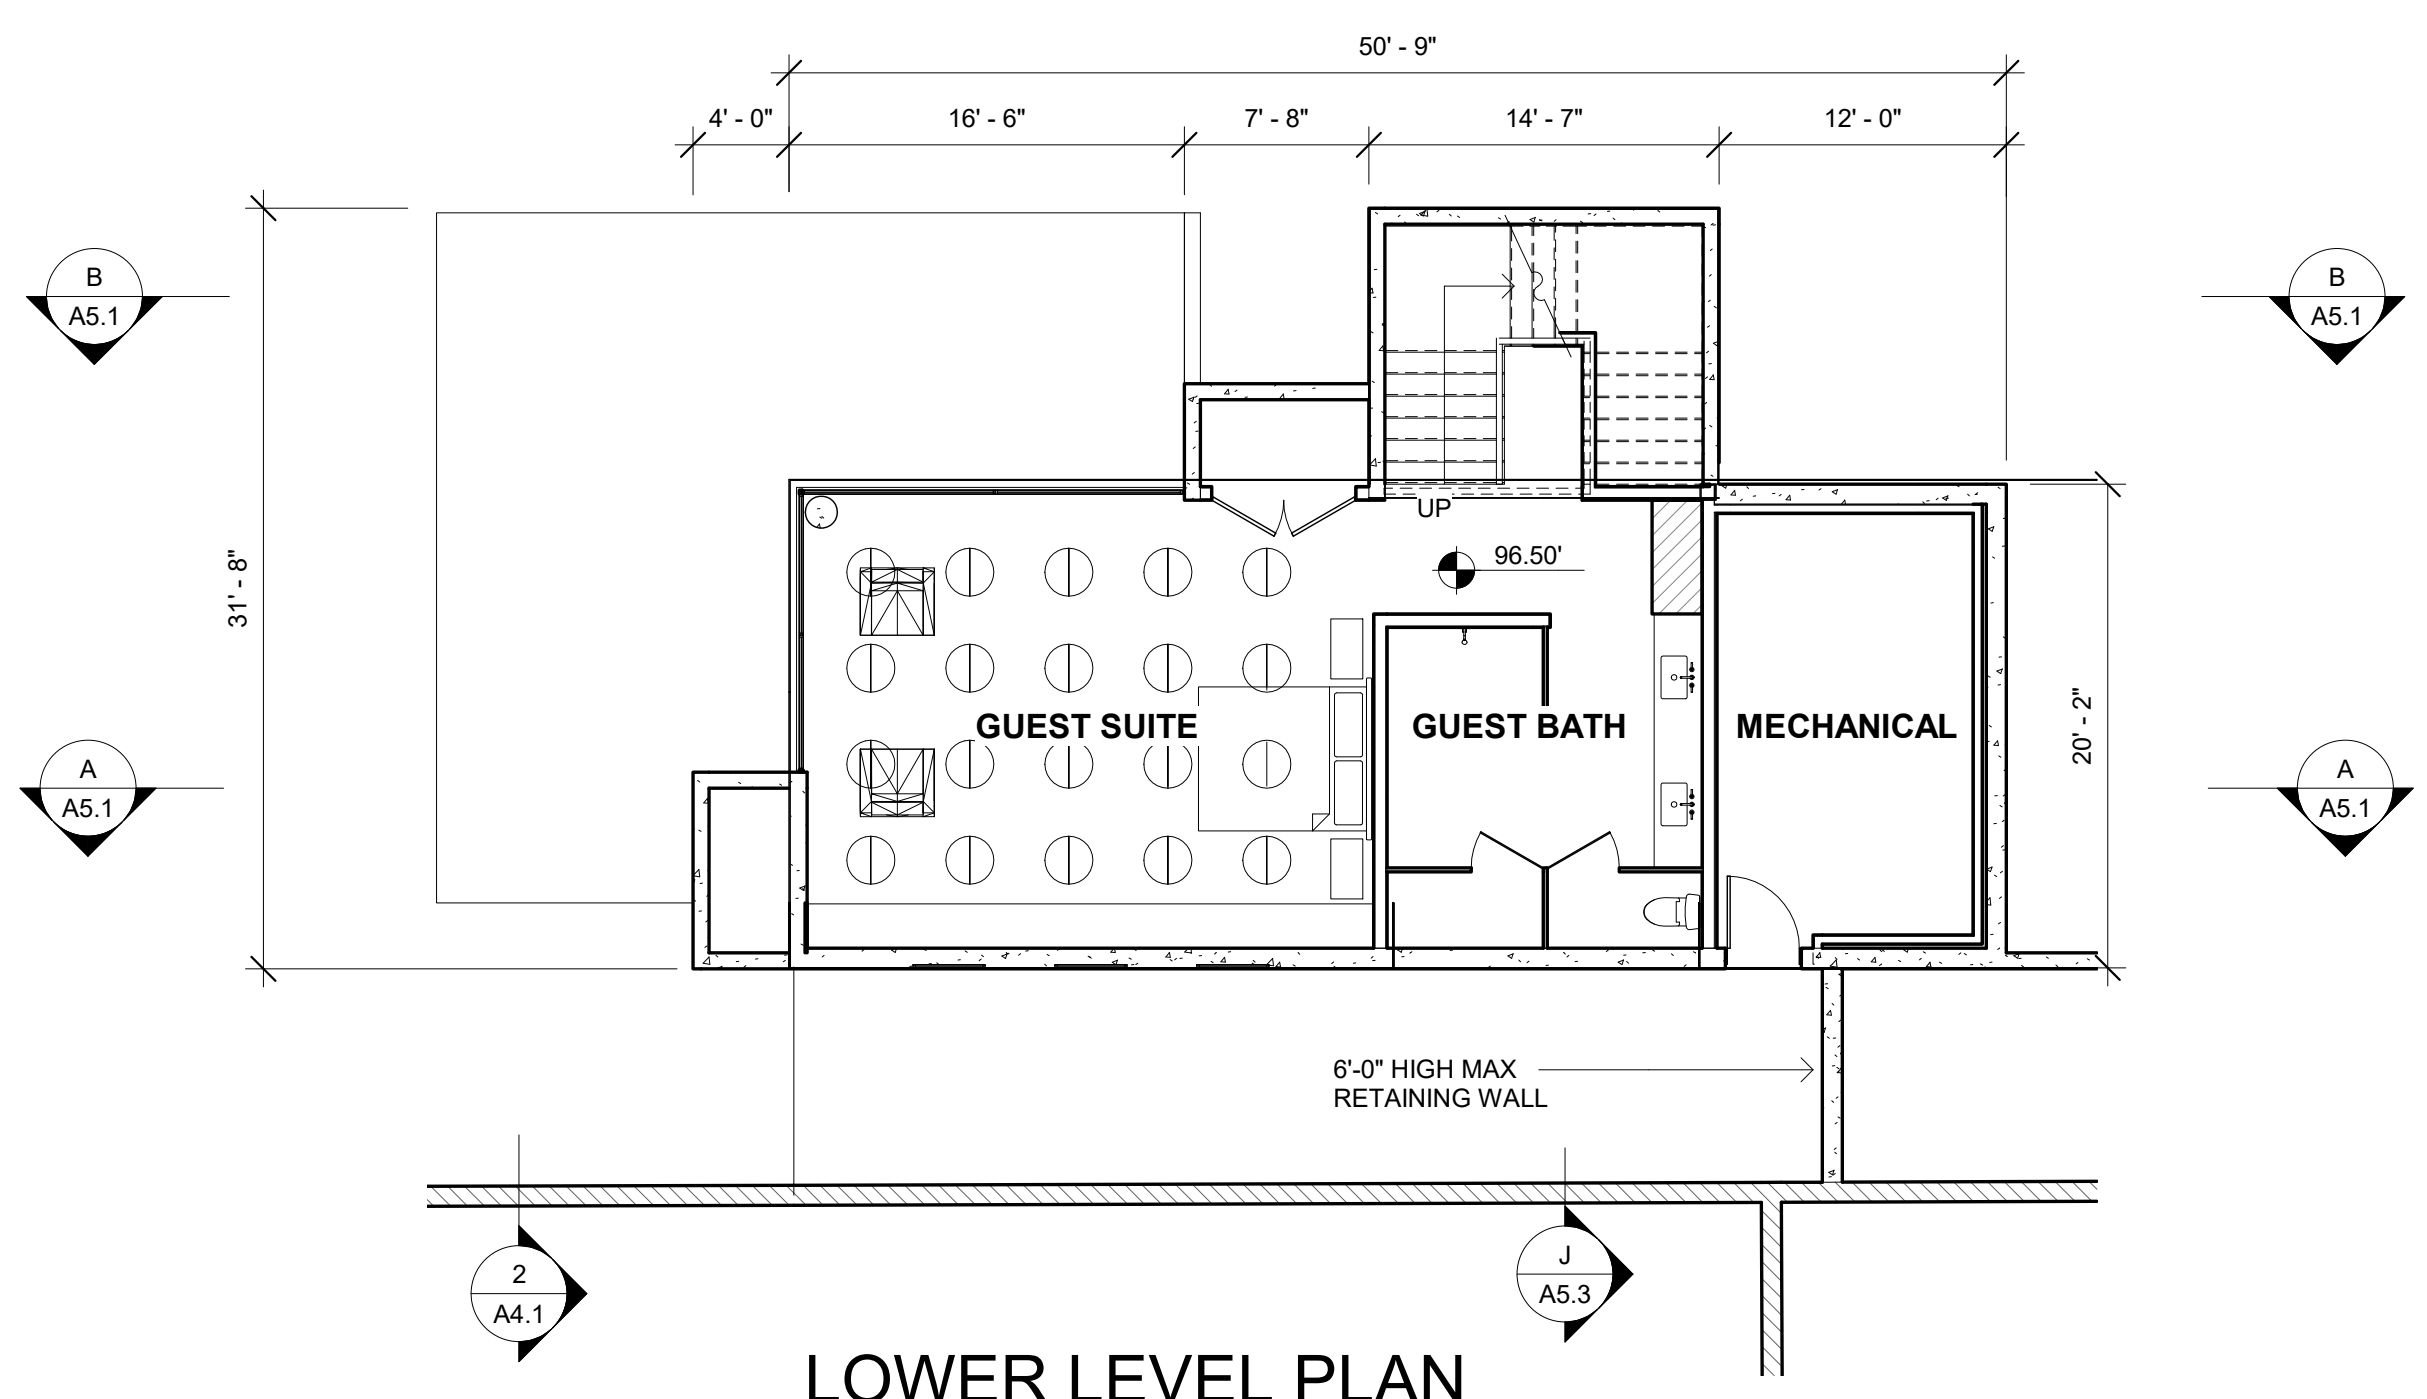 50' - 9"
4' - 0"
16' - 6"
7' - 8"
14' - 7"
12' - 0"
B
A5.1
B
A5.1
UP
96.50'
31' - 8"
GUEST SUITE
GUEST BATH
MECHANICAL
20' - 2"
A
A5.1
A
A5.1
6'-0" HIGH MAX
RETAINING WALL
2
A4.1
J
A5.3
LOWER LEVEL PLAN